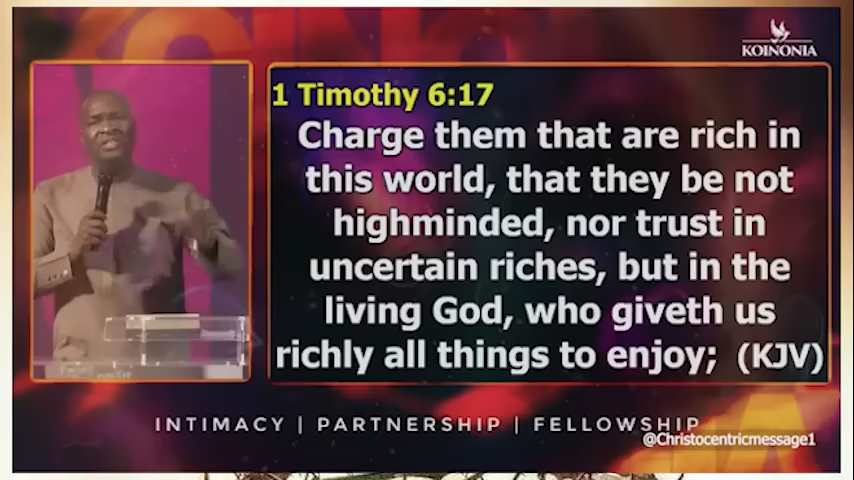 KOINONIA
1 Timothy 6:17
Charge them that are rich in
this world, that they be not
highminded, nor trust in
uncertain riches, but in the
living God, who giveth us
richly all things to enjoy; (KJV)
INTIMACY | PARTNERSHIP | FELLOWSHIP
@Christocentricmessage1